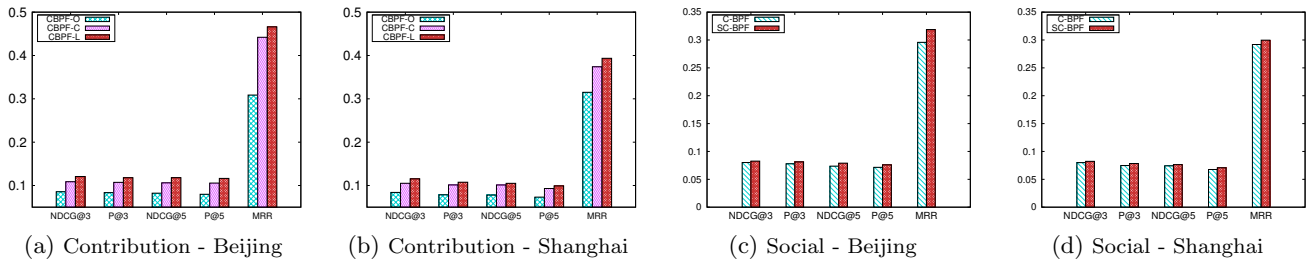 CBPF-O
CBPF-C
CBPF-L
0.5
0.4
0.3
0.2
0.1
NDCG@3 P@3 NDCG@5 P@5 MRR
(a) Contribution - Beijing
CBPF-O
CBPF-C
CBPF-L
0.5
0.4
0.3
0.2
0.1
NDCG@3 P@3 NDCG@5 P@5 MRR
(b) Contribution - Shanghai
C-BPF
SC-BPF
0.35
0.3
0.25
0.2
0.15
0.1
0.05
0
NDCG@3 P@3 NDCG@5 P@5 MRR
(c) Social - Beijing
C-BPF
SC-BPF
0.35
0.3
0.25
0.2
0.15
0.1
0.05
0
NDCG@3 P@3 NDCG@5 P@5 MRR
(d) Social - Shanghai